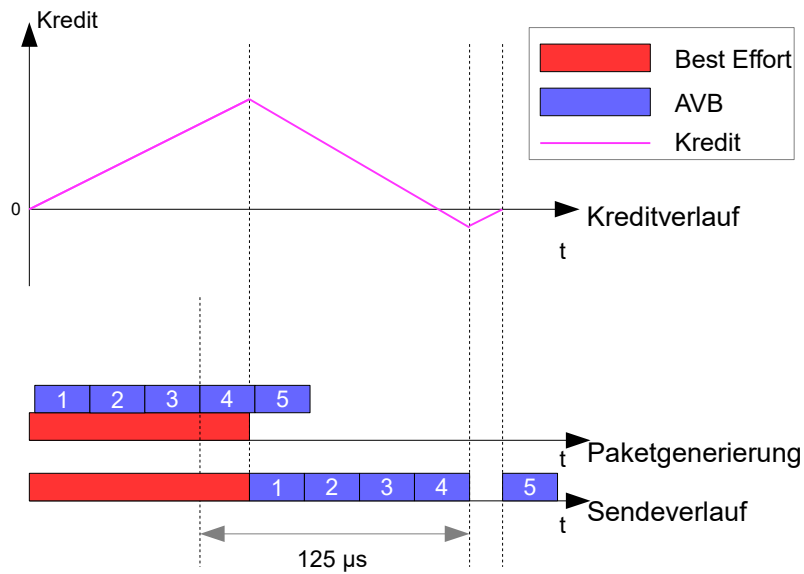 Kredit
Best Effort
AVB
Kredit
0
Kreditverlauf
t
1 2 3 4 5
Paketgenerierung
t
1 2 3 4 5
Sendeverlauf
t
125 µs